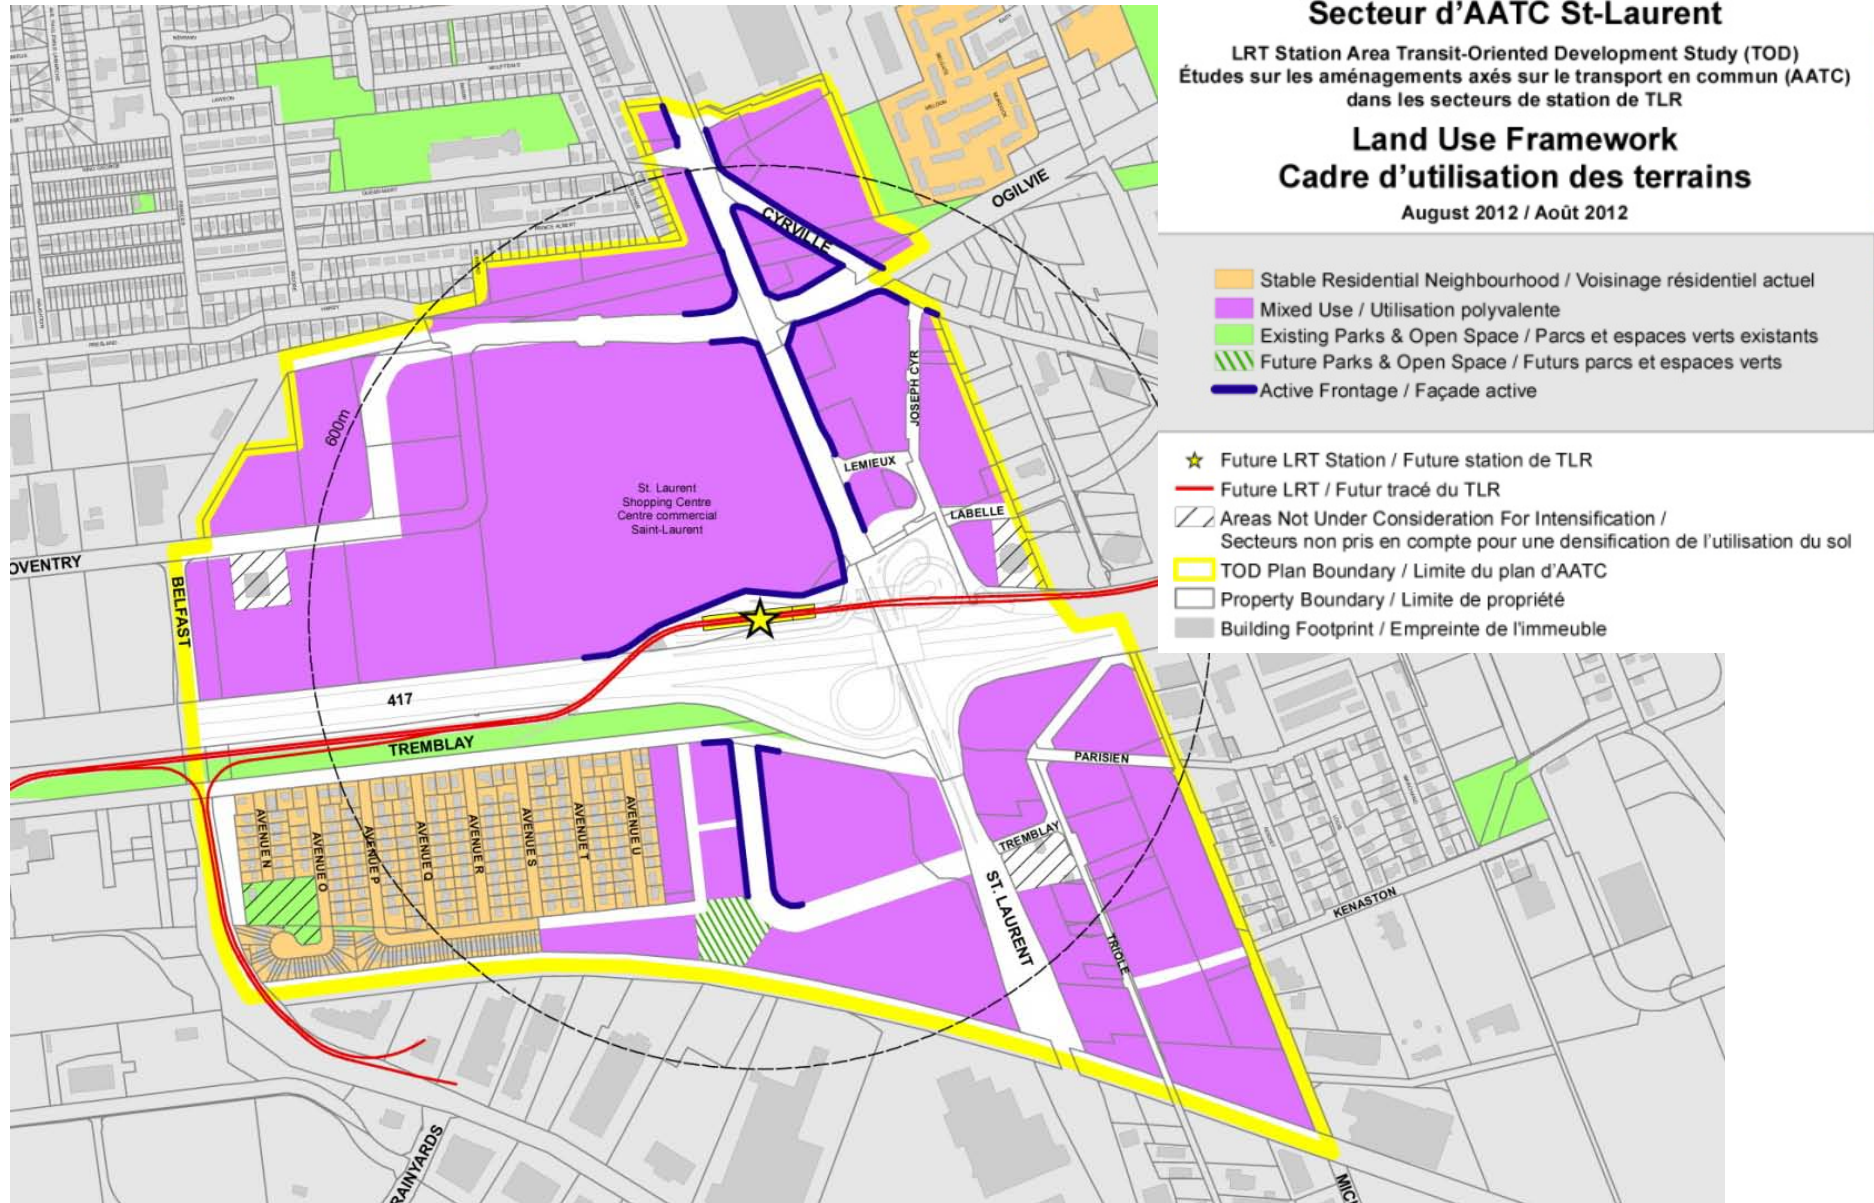 Secteur d'AATC St-Laurent
LRT Station Area Transit-Oriented Development Study (TOD)
Études sur les aménagements axés sur le transport en commun (AATC)
dans les secteurs de station de TLR
Land Use Framework
Cadre d'utilisation des terrains
August 2012 / Août 2012
Stable Residential Neighbourhood / Voisinage résidentiel actuel
Mixed Use / Utilisation polyvalente
Existing Parks & Open Space / Parcs et espaces verts existants
Future Parks & Open Space / Futurs parcs et espaces verts
Active Frontage / Façade active
Future LRT Station / Future station de TLR
Future LRT / Futur tracé du TLR
Areas Not Under Consideration For Intensification /
Secteurs non pris en compte pour une densification de l'utilisation du sol
TOD Plan Boundary / Limite du plan d'AATC
Property Boundary / Limite de propriété
Building Footprint / Empreinte de l'immeuble
OGILVIE
CYRVILLE
600m
JOSEPH CYR
LEMIEUX
St. Laurent
Shopping Centre
Centre commercial
Saint-Laurent
LABELLE
OVENTRY
BELFAST
417
TREMBLAY
PARISIEN
AVENUE N
AVENUE O
AVENUE P
AVENUE Q
AVENUE R
AVENUE S
AVENUE T
AVENUE U
TREMBLAY
ST. LAURENT
KENASTON
TRIOLE
RAINYARDS
MIC